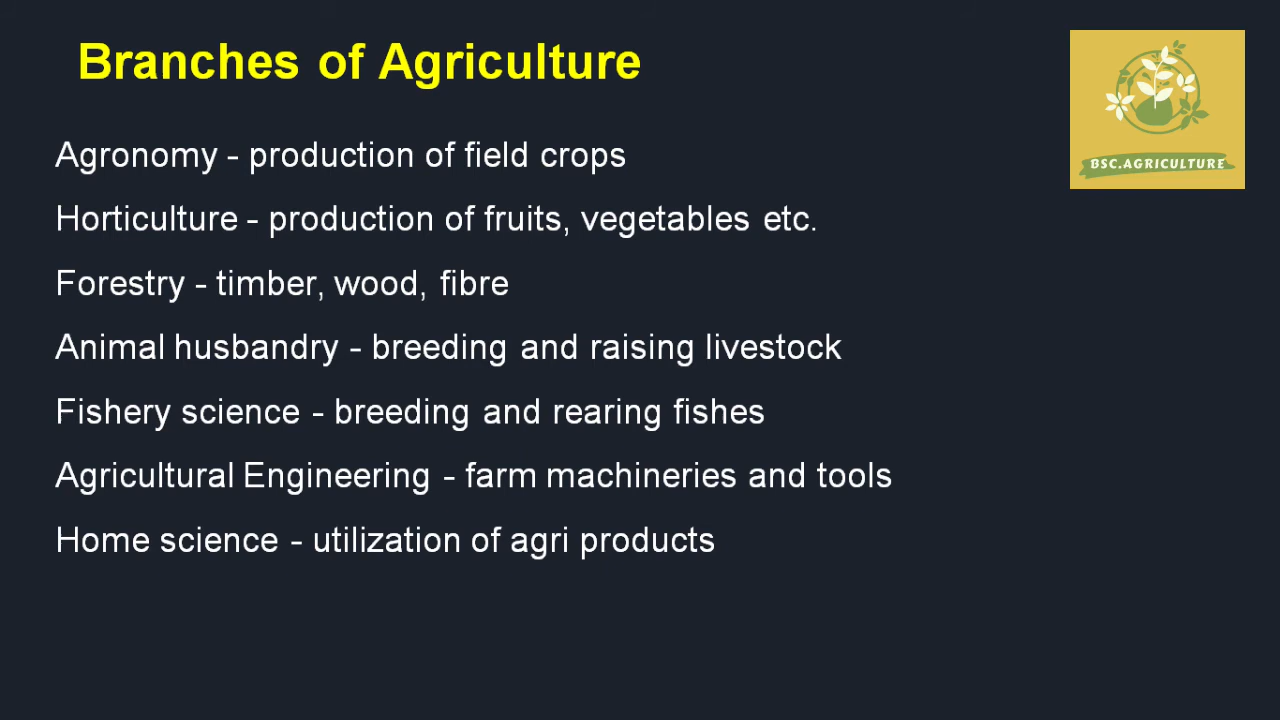 Branches of Agriculture
BSC.AGRICULTURE
Agronomy - production of field crops
Horticulture - production of fruits, vegetables etc.
Forestry - timber, wood, fibre
Animal husbandry - breeding and raising livestock
Fishery science - breeding and rearing fishes
Agricultural Engineering - farm machineries and tools
Home science - utilization of agri products